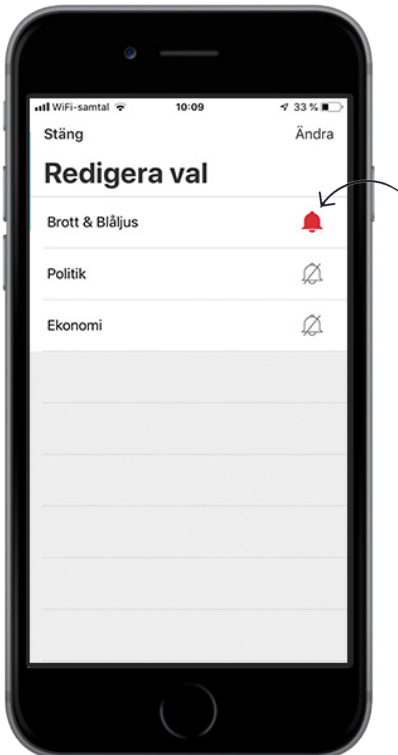 WiFi-samtal 10:09 33 %
Stäng Ändra
Redigera val
Brott & Blåljus
Politik
Ekonomi